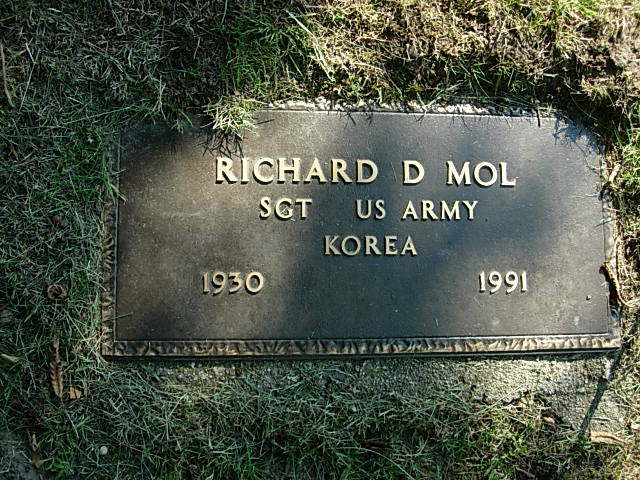 RICHARD D MOL
SGT US ARMY
KOREA
1930 1991